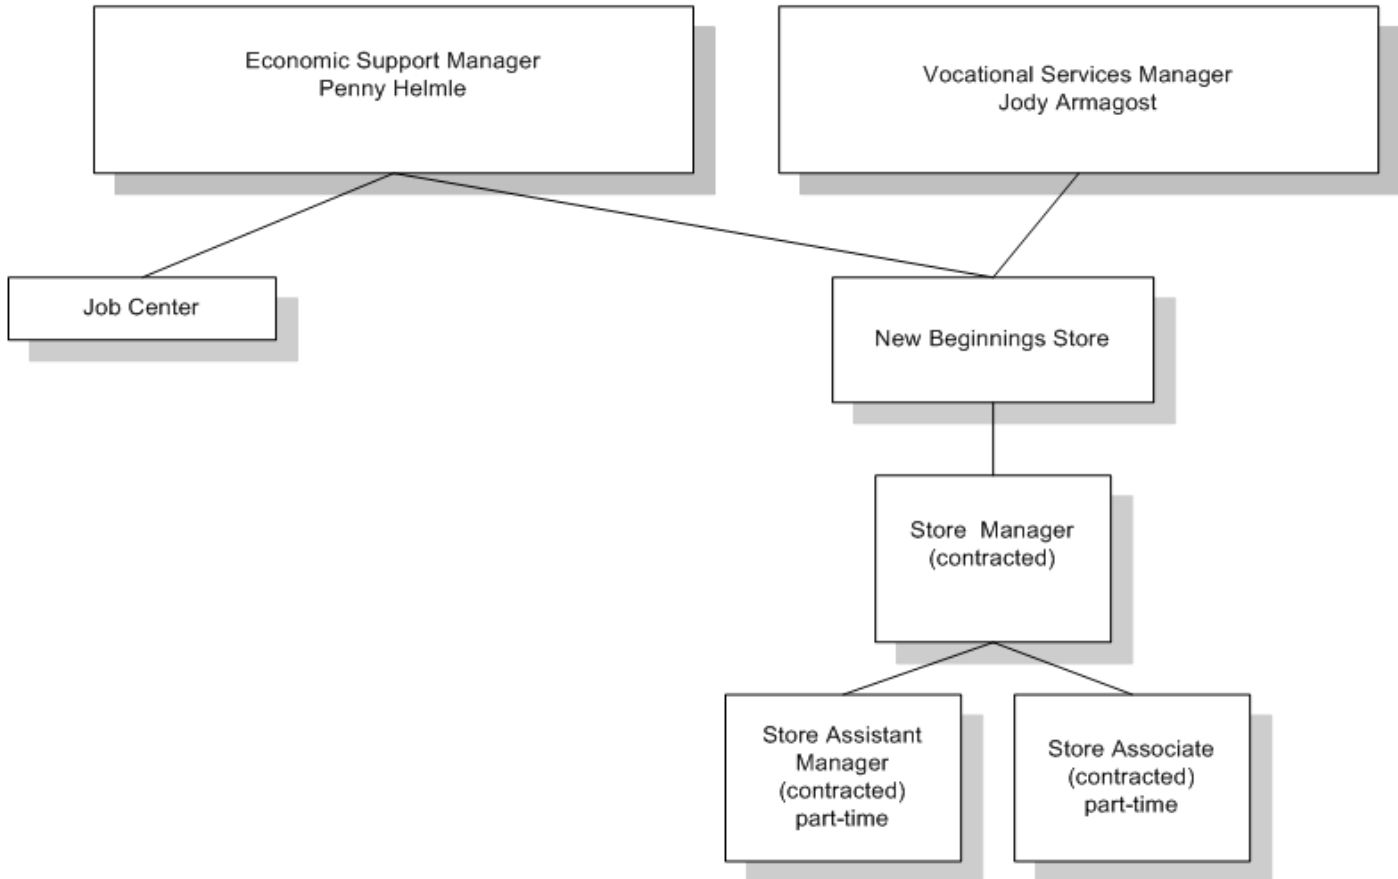 Economic Support Manager
Penny Helmle
Vocational Services Manager
Jody Armagost
Job Center
New Beginnings Store
Store Manager
(contracted)
Store Assistant
Manager
(contracted)
part-time
Store Associate
(contracted)
part-time